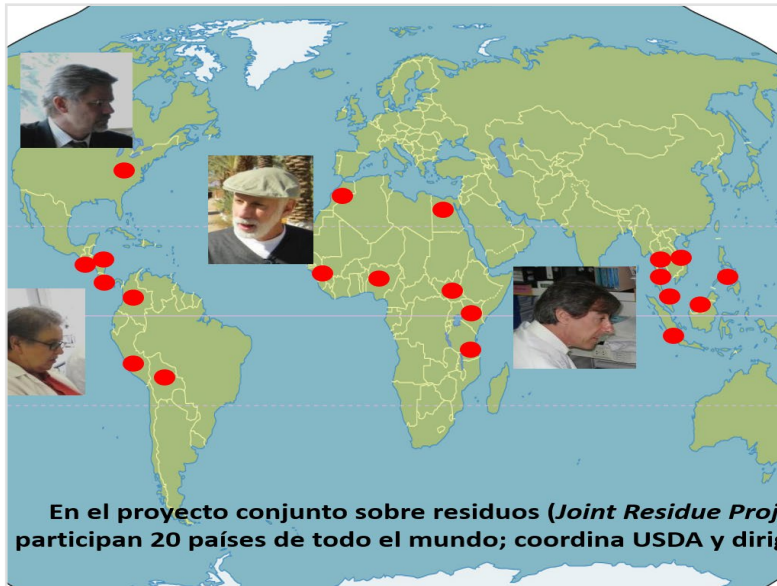 En el proyecto conjunto sobre residuos (Joint Residue Proj
participan 20 países de todo el mundo; coordina USDA y dirig